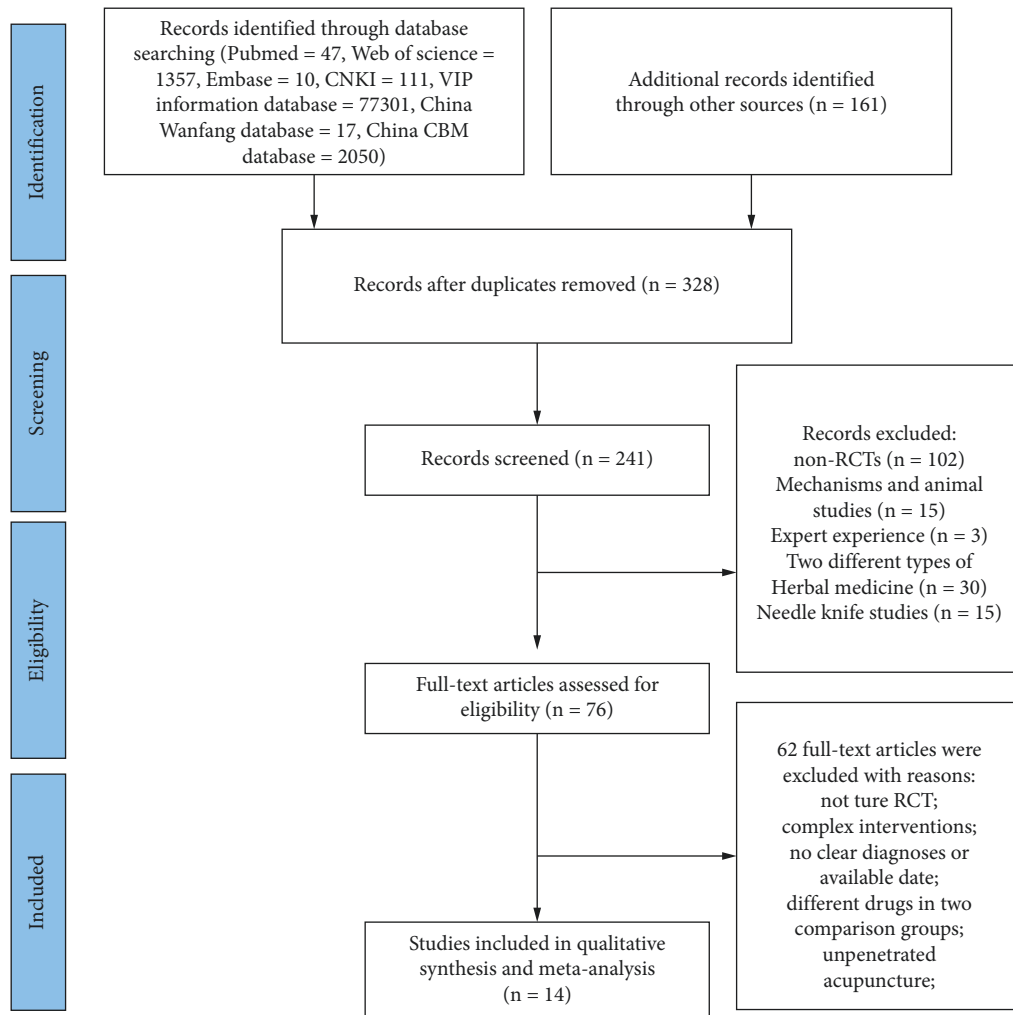 Identification
Records identified through database
searching (Pubmed = 47, Web of science =
1357, Embase = 10, CNKI = 111, VIP
information database = 77301, China
Wanfang database = 17, China CBM
database = 2050)
Additional records identified
through other sources (n = 161)
Records after duplicates removed (n = 328)
Screening
Records screened (n = 241)
Records excluded:
non-RCTs (n = 102)
Mechanisms and animal
studies (n = 15)
Expert experience (n = 3)
Two different types of
Herbal medicine (n = 30)
Needle knife studies (n = 15)
Eligibility
Full-text articles assessed for
eligibility (n = 76)
62 full-text articles were
excluded with reasons:
not ture RCT;
complex interventions;
no clear diagnoses or
available date;
different drugs in two
comparison groups;
unpenetrated
acupuncture;
Included
Studies included in qualitative
synthesis and meta-analysis
(n = 14)